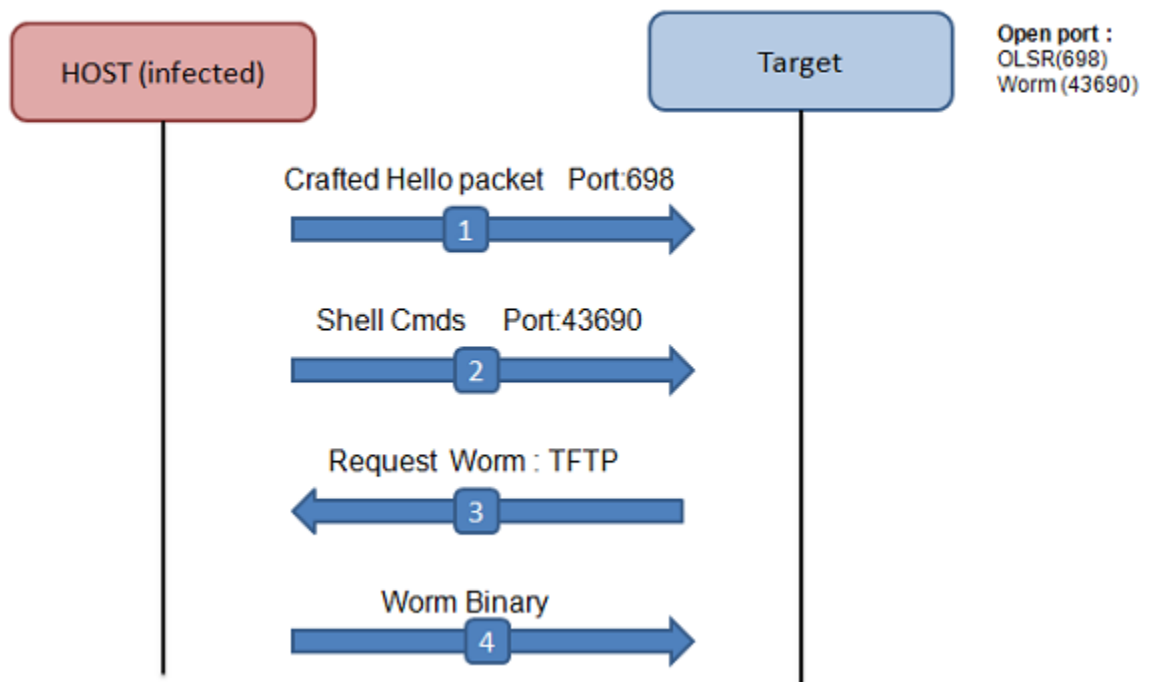 HOST (infected)
Target
Open port :
OLSR(698)
Worm (43690)
Crafted Hello packet Port:698
1
Shell Cmds Port:43690
2
Request Worm : TFTP
3
Worm Binary
4